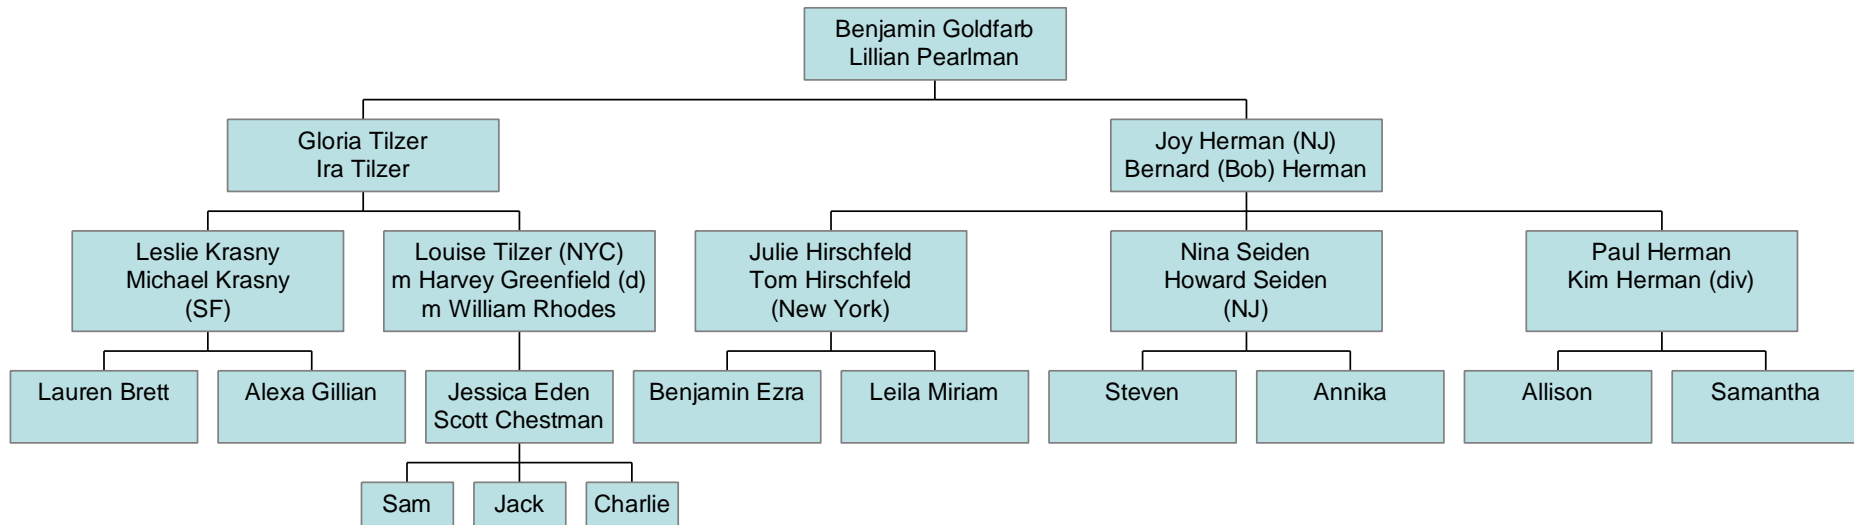 Benjamin Goldfarb
Lillian Pearlman
Gloria Tilzer
Ira Tilzer
Joy Herman (NJ)
Bernard (Bob) Herman
Leslie Krasny
Michael Krasny
(SF)
Louise Tilzer (NYC)
m Harvey Greenfield (d)
m William Rhodes
Julie Hirschfeld
Tom Hirschfeld
(New York)
Nina Seiden
Howard Seiden
(NJ)
Paul Herman
Kim Herman (div)
Lauren Brett
Alexa Gillian
Jessica Eden
Scott Chestman
Benjamin Ezra
Leila Miriam
Steven
Annika
Allison
Samantha
Sam
Jack
Charlie